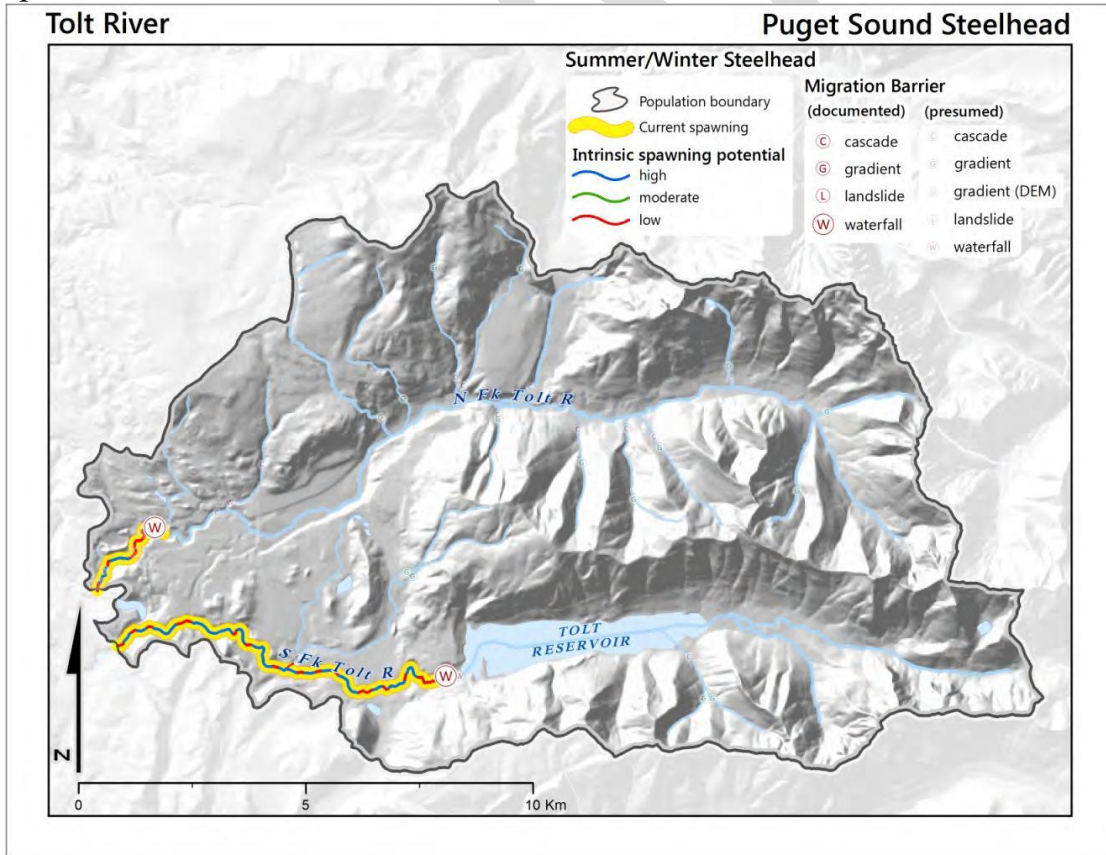 Tolt River
Puget Sound Steelhead
Summer/Winter Steelhead
Population boundary
Current spawning
Intrinsic spawning potential
high
moderate
low
Migration Barrier
(documented)
(presumed)
C cascade
G gradient
L landslide
W waterfall
C cascade
G gradient
gradient (DEM)
landslide
W waterfall
N Fk Tolt R
W
TOLT
RESERVOIR
S Fk Tolt R
W
N
0
5
10 Km